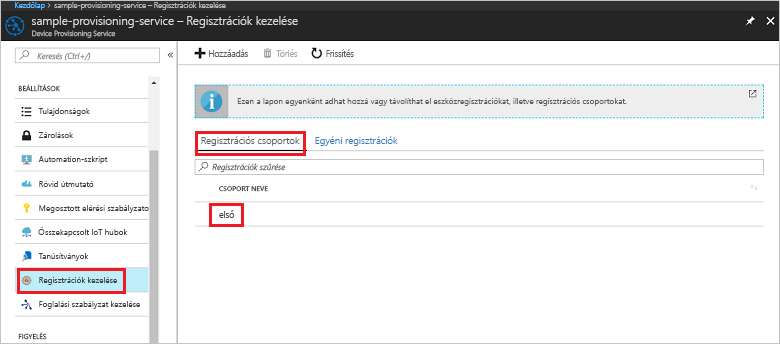 Kezdőlap > sample-provisioning-service – Regisztrációk kezelése
sample-provisioning-service – Regisztrációk kezelése
Device Provisioning Service
Keresés (Ctrl+/)
BEÁLLÍTÁSOK
Tulajdonságok
Zárolások
Automation-szkript
Rövid útmutató
Megosztott elérési szabályzato
Összekapcsolt IoT hubok
Tanúsítványok
Regisztrációk kezelése
Foglalási szabályzat kezelése
FIGYELÉS
Hozzáadás Törlés Frissítés
Ezen a lapon egyenként adhat hozzá vagy távolíthat el eszközregisztrációkat, illetve regisztrációs csoportokat.
Regisztrációs csoportok Egyéni regisztrációk
Regisztrációk szűrése
CSOPORT NEVE
első